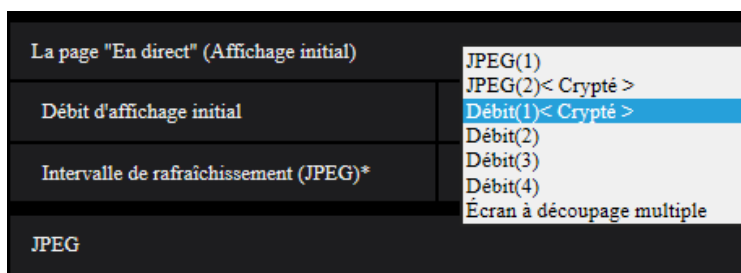 La page "En direct" (Affichage initial)
JPEG(1)
JPEG(2)< Crypté >
Débit d'affichage initial
Débit(1)< Crypté >
Débit(2)
Débit(3)
Intervalle de rafraîchissement (JPEG)*
Débit(4)
Écran à découpage multiple
JPEG